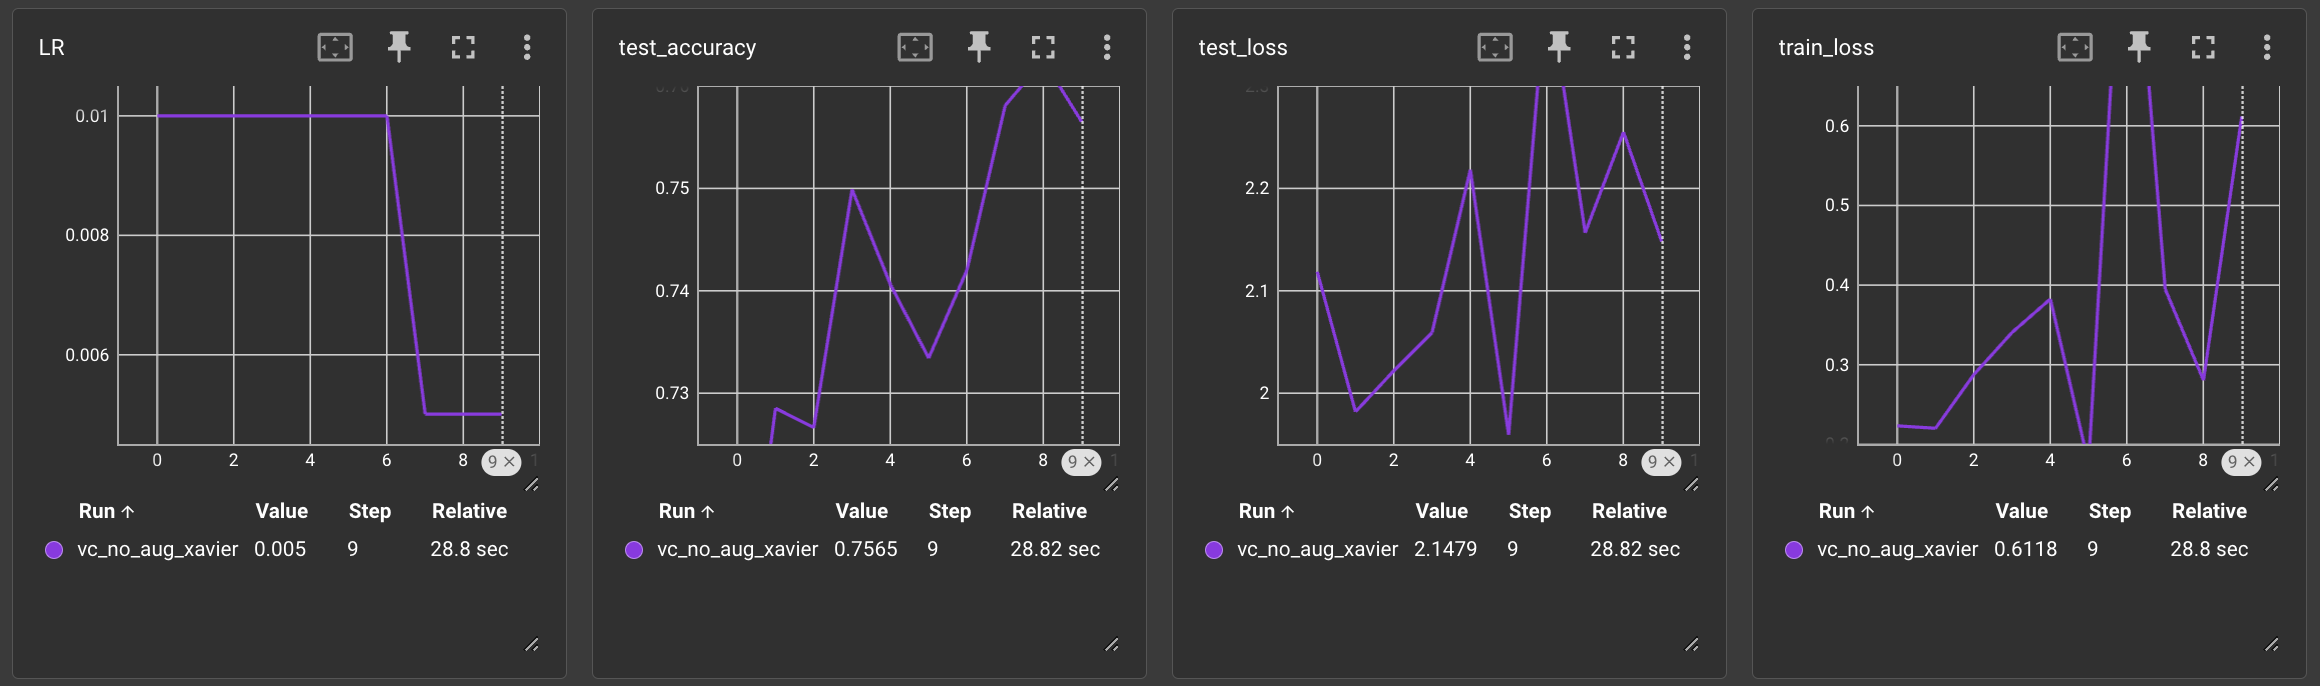 LR
0.01
0.008
0.006
0 2 4 6 8 9 ×
Run ↑ Value Step Relative
vc_no_aug_xavier 0.005 9 28.8 sec
test_accuracy
0.75
0.74
0.73
0 2 4 6 8 9 ×
Run ↑ Value Step Relative
vc_no_aug_xavier 0.7565 9 28.82 sec
test_loss
2.2
2.1
2
0 2 4 6 8 9 ×
Run ↑ Value Step Relative
vc_no_aug_xavier 2.1479 9 28.82 sec
train_loss
0.6
0.5
0.4
0.3
0 2 4 6 8 9 ×
Run ↑ Value Step Relative
vc_no_aug_xavier 0.6118 9 28.8 sec